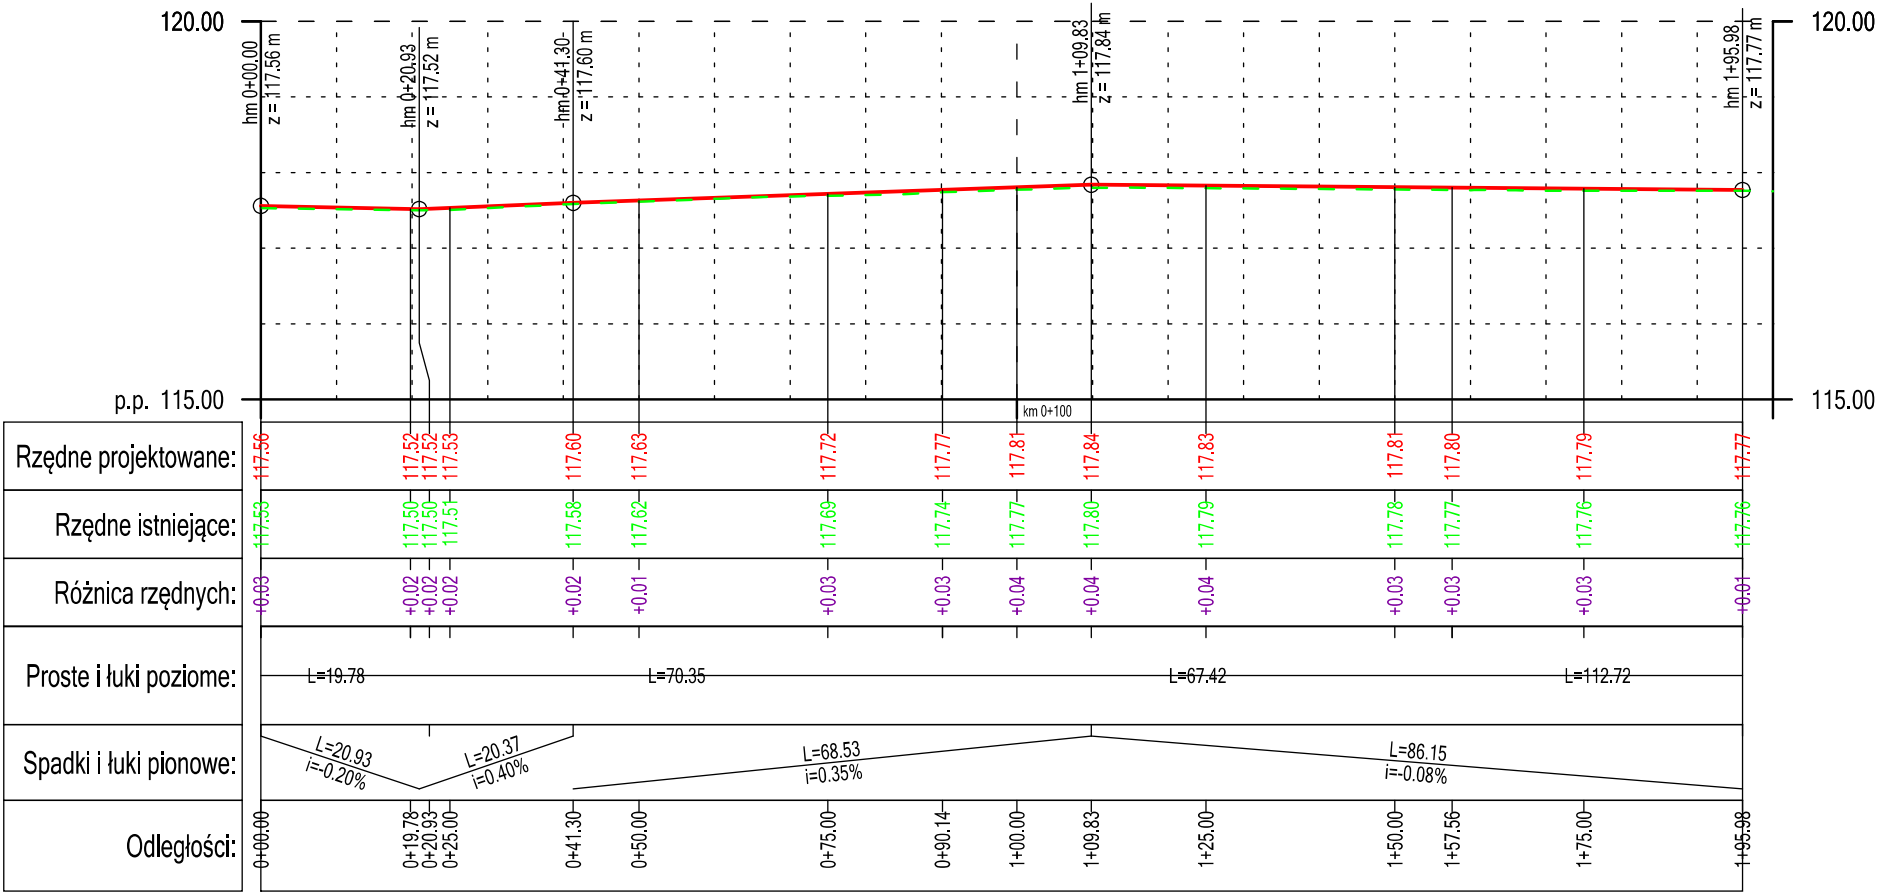 120.00
120.00
hm 0+00.00
z = 117.56 m
hm 0+20.93
z = 117.52 m
hm 0+41.30
z = 117.60 m
hm 1+09.83
z = 117.84 m
hm 1+95.98
z = 117.77 m
p.p. 115.00
115.00
km 0+100
Rzędne projektowane: 117.56 117.52 117.52 117.53 117.60 117.63 117.72 117.77 117.81 117.84 117.83 117.81 117.80 117.79 117.77
Rzędne istniejące: 117.53 117.50 117.50 117.51 117.58 117.62 117.69 117.74 117.77 117.80 117.79 117.78 117.77 117.76 117.76
Różnica rzędnych: +0.03 +0.02 +0.02 +0.02 +0.02 +0.01 +0.03 +0.03 +0.04 +0.04 +0.04 +0.03 +0.03 +0.03 +0.01
Proste i łuki poziome: L=19.78 L=70.35 L=67.42 L=112.72
Spadki i łuki pionowe:
L=20.93
i=-0.20%
L=20.37
i=0.40%
L=68.53
i=0.35%
L=86.15
i=-0.08%
Odległości: 0+00.00 0+19.78 0+20.93 0+25.00 0+41.30 0+50.00 0+75.00 0+90.14 1+00.00 1+09.83 1+25.00 1+50.00 1+57.56 1+75.00 1+95.98